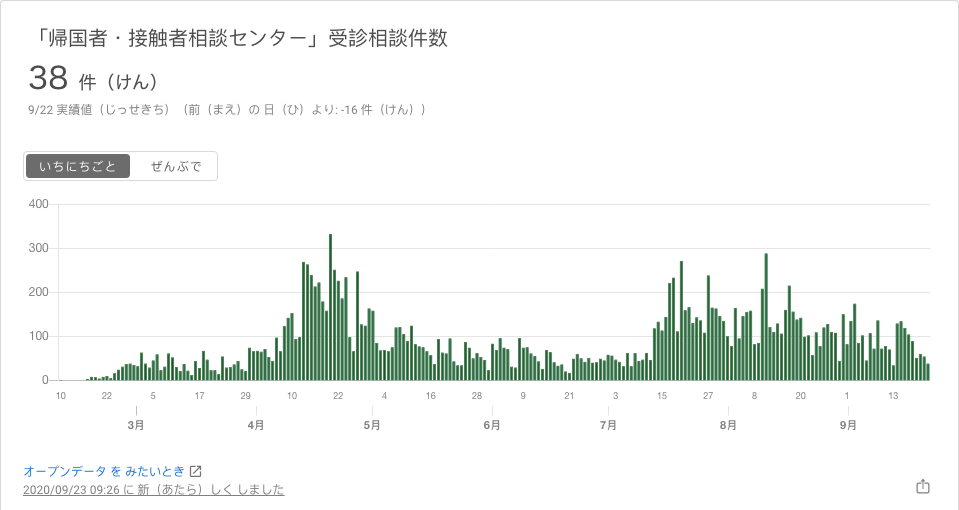 「帰国者・接触者相談センター」受診相談件数
38 件（けん）
9/22 実績値（じっせきち）（前（まえ）の 日（ひ）より: -16 件（けん））
いちにちごと ぜんぶで
400
300
200
100
0
10 22 5 17 29 10 22 4 16 28 9 21 3 15 27 8 20 1 13
3月 4月 5月 6月 7月 8月 9月
オープンデータ を みたいとき
2020/09/23 09:26 に 新（あたら）しく しました